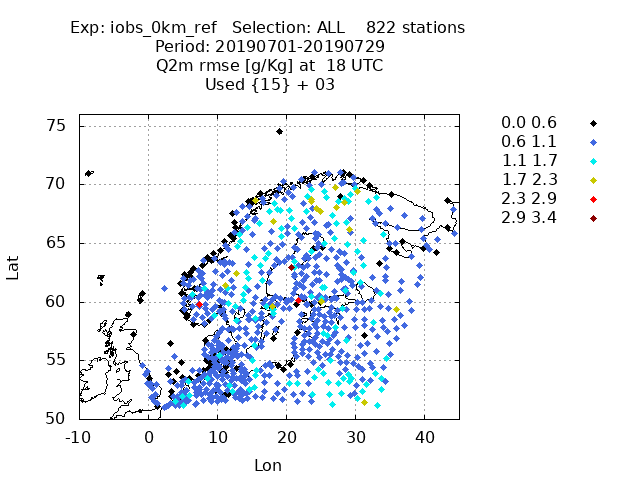 Exp: iobs_0km_ref   Selection: ALL    822 stations
Period: 20190701-20190729
Q2m rmse [g/Kg] at  18 UTC
Used {15} + 03
75
70
65
60
55
50
Lat
-10 0 10 20 30 40
Lon
0.0 0.6
0.6 1.1
1.1 1.7
1.7 2.3
2.3 2.9
2.9 3.4